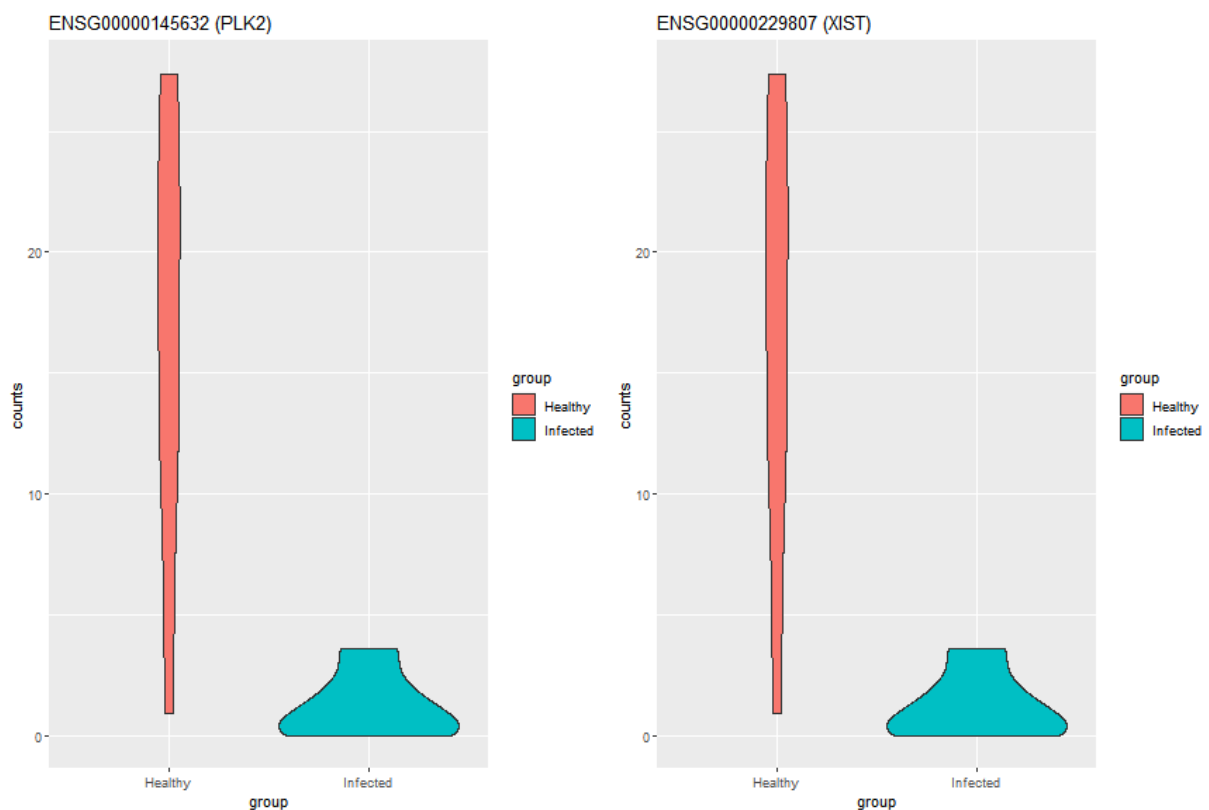 ENSG00000145632 (PLK2)
counts
20
10
0
Healthy
Infected
group
group
Healthy
Infected
ENSG00000229807 (XIST)
counts
20
10
0
Healthy
Infected
group
group
Healthy
Infected